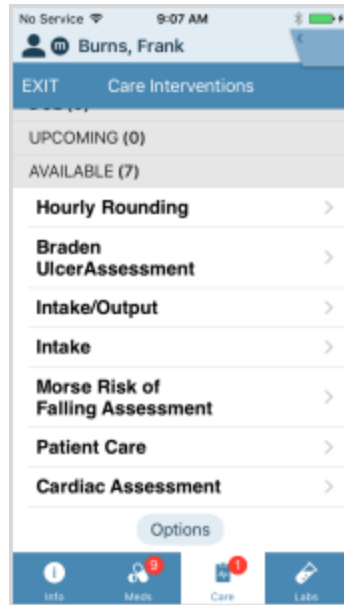 No Service 9:07 AM
m Burns, Frank
EXIT Care Interventions
UPCOMING (0)
AVAILABLE (7)
Hourly Rounding
Braden
UlcerAssessment
Intake/Output
Intake
Morse Risk of
Falling Assessment
Patient Care
Cardiac Assessment
Options
9 1
Info Meds Care Labs